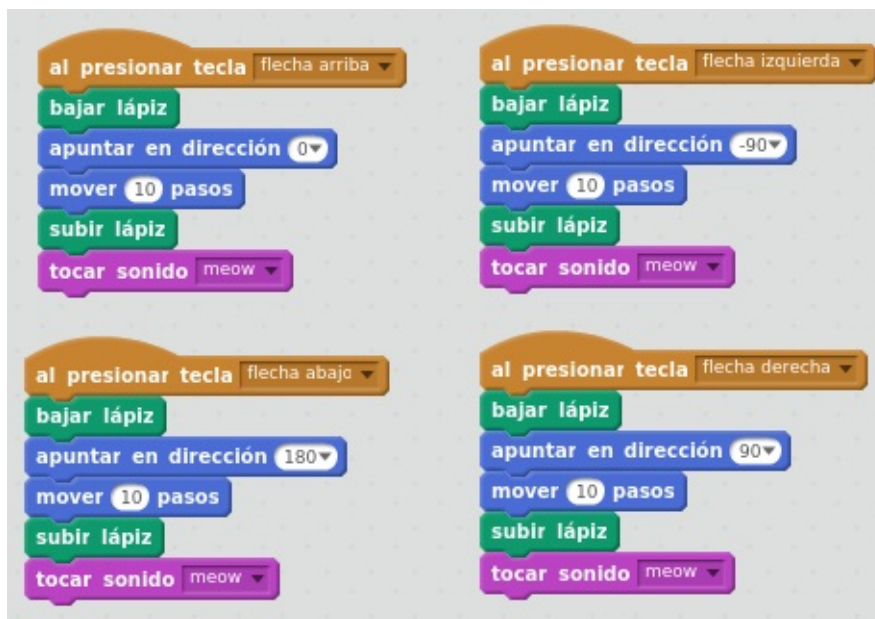 al presionar tecla flecha arriba
bajar lápiz
apuntar en dirección 0
mover 10 pasos
subir lápiz
tocar sonido meow
al presionar tecla flecha izquierda
bajar lápiz
apuntar en dirección -90
mover 10 pasos
subir lápiz
tocar sonido meow
al presionar tecla flecha abajo
bajar lápiz
apuntar en dirección 180
mover 10 pasos
subir lápiz
tocar sonido meow
al presionar tecla flecha derecha
bajar lápiz
apuntar en dirección 90
mover 10 pasos
subir lápiz
tocar sonido meow